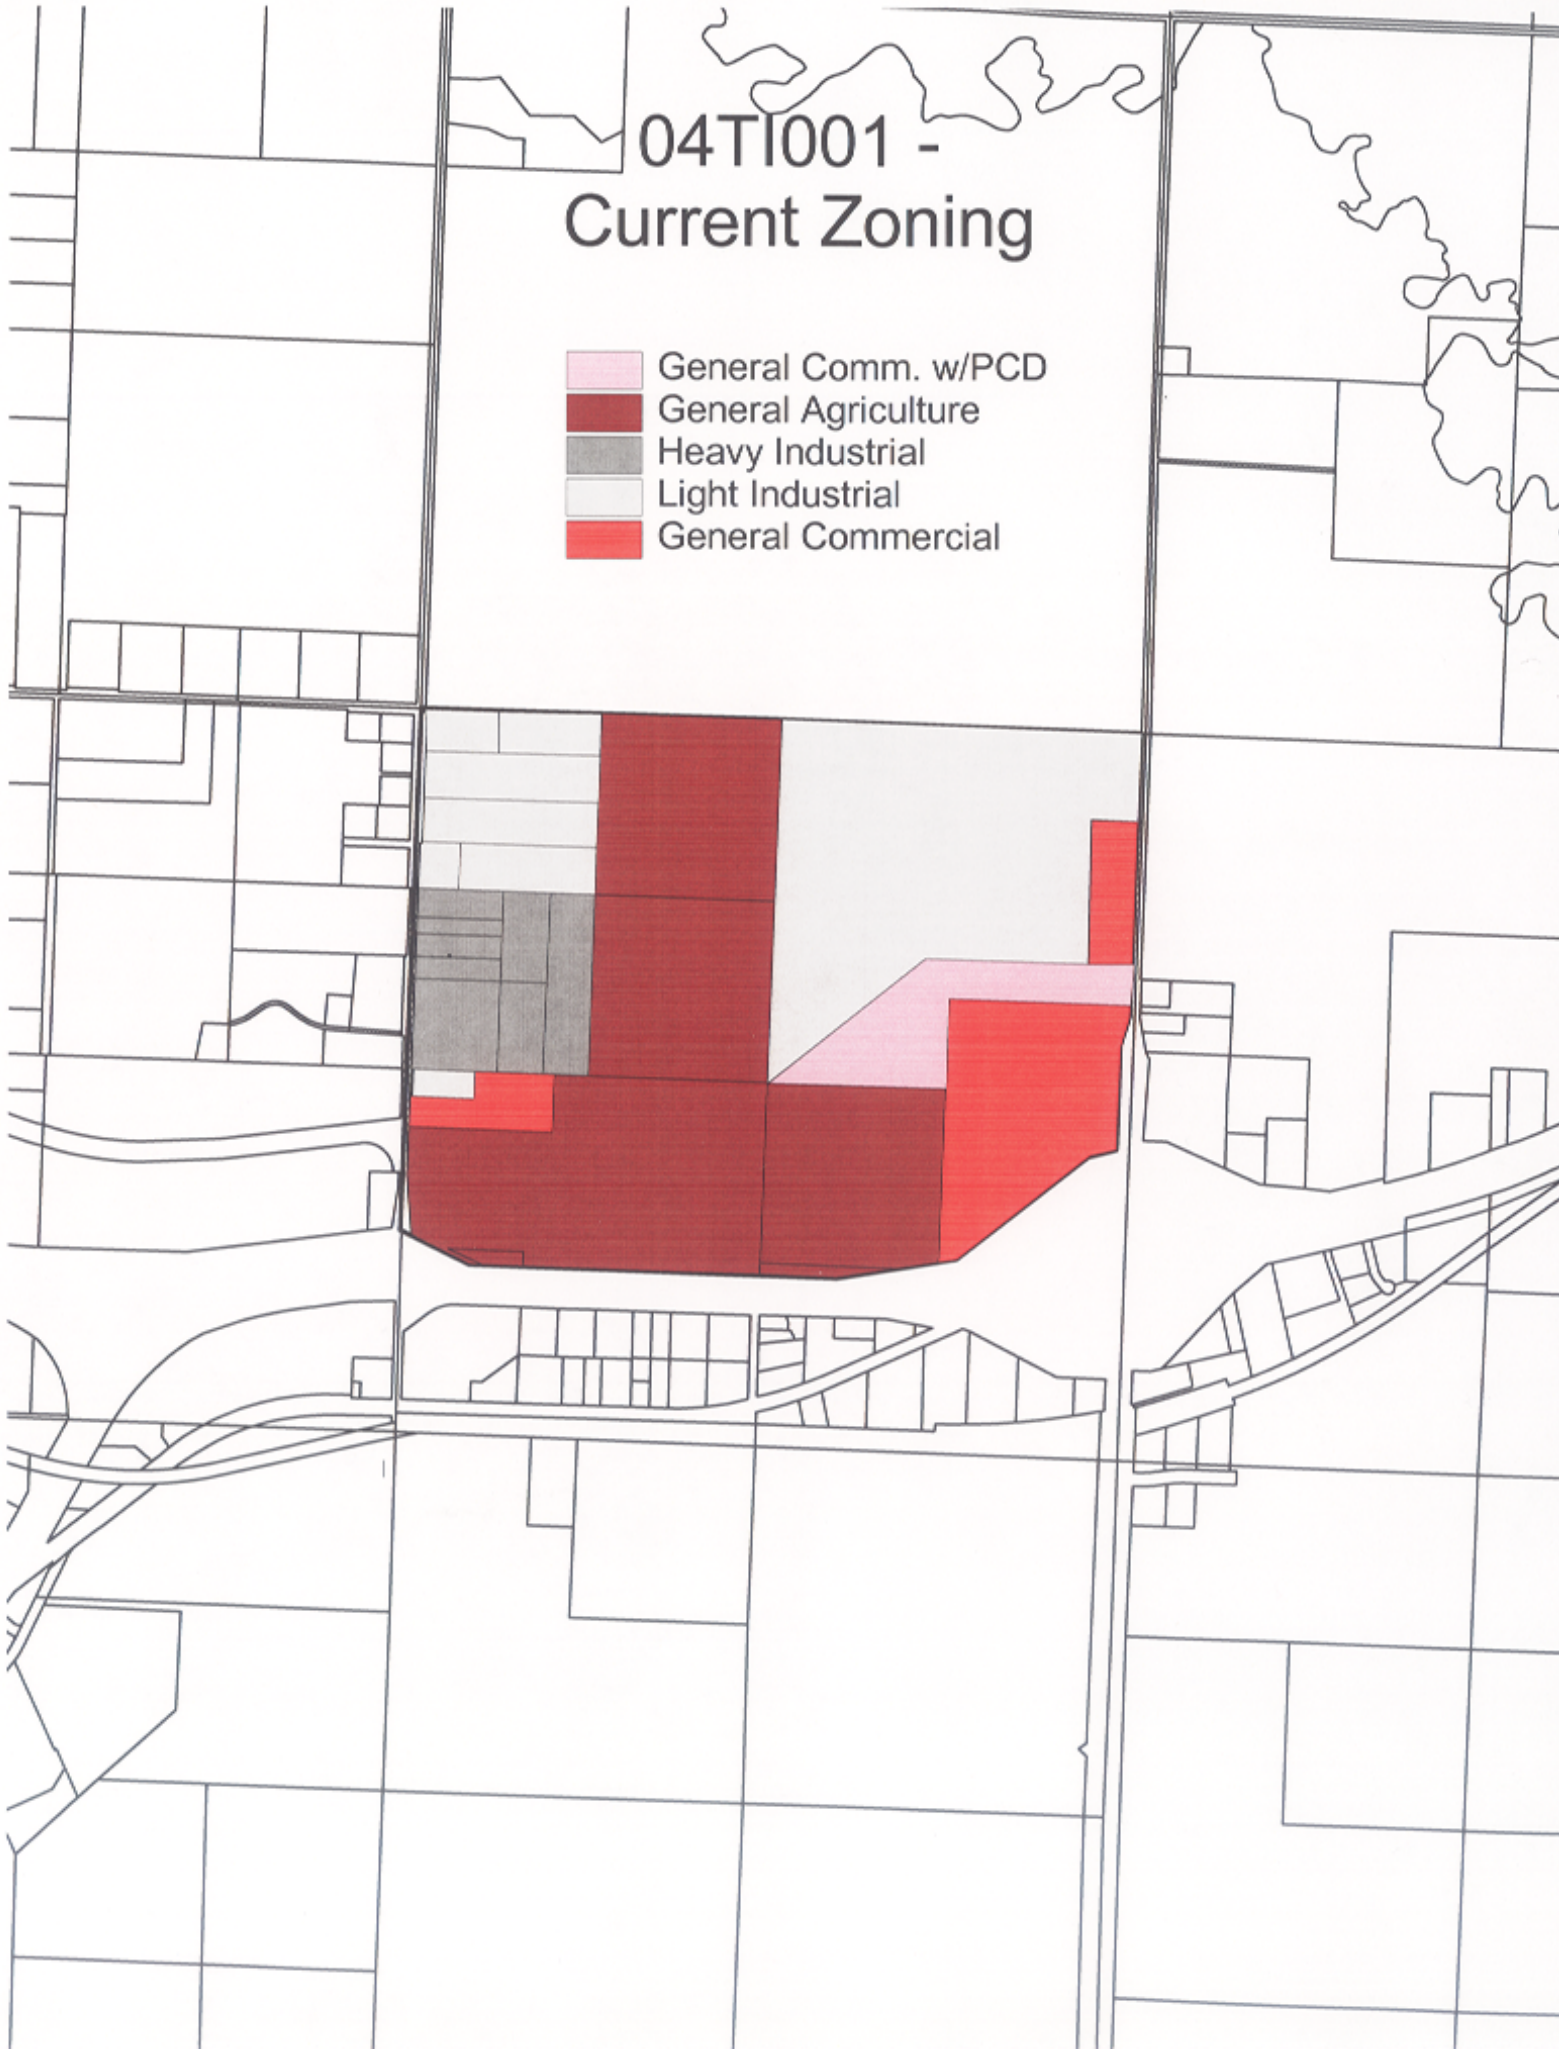 04TI001 -
Current Zoning
General Comm. w/PCD
General Agriculture
Heavy Industrial
Light Industrial
General Commercial